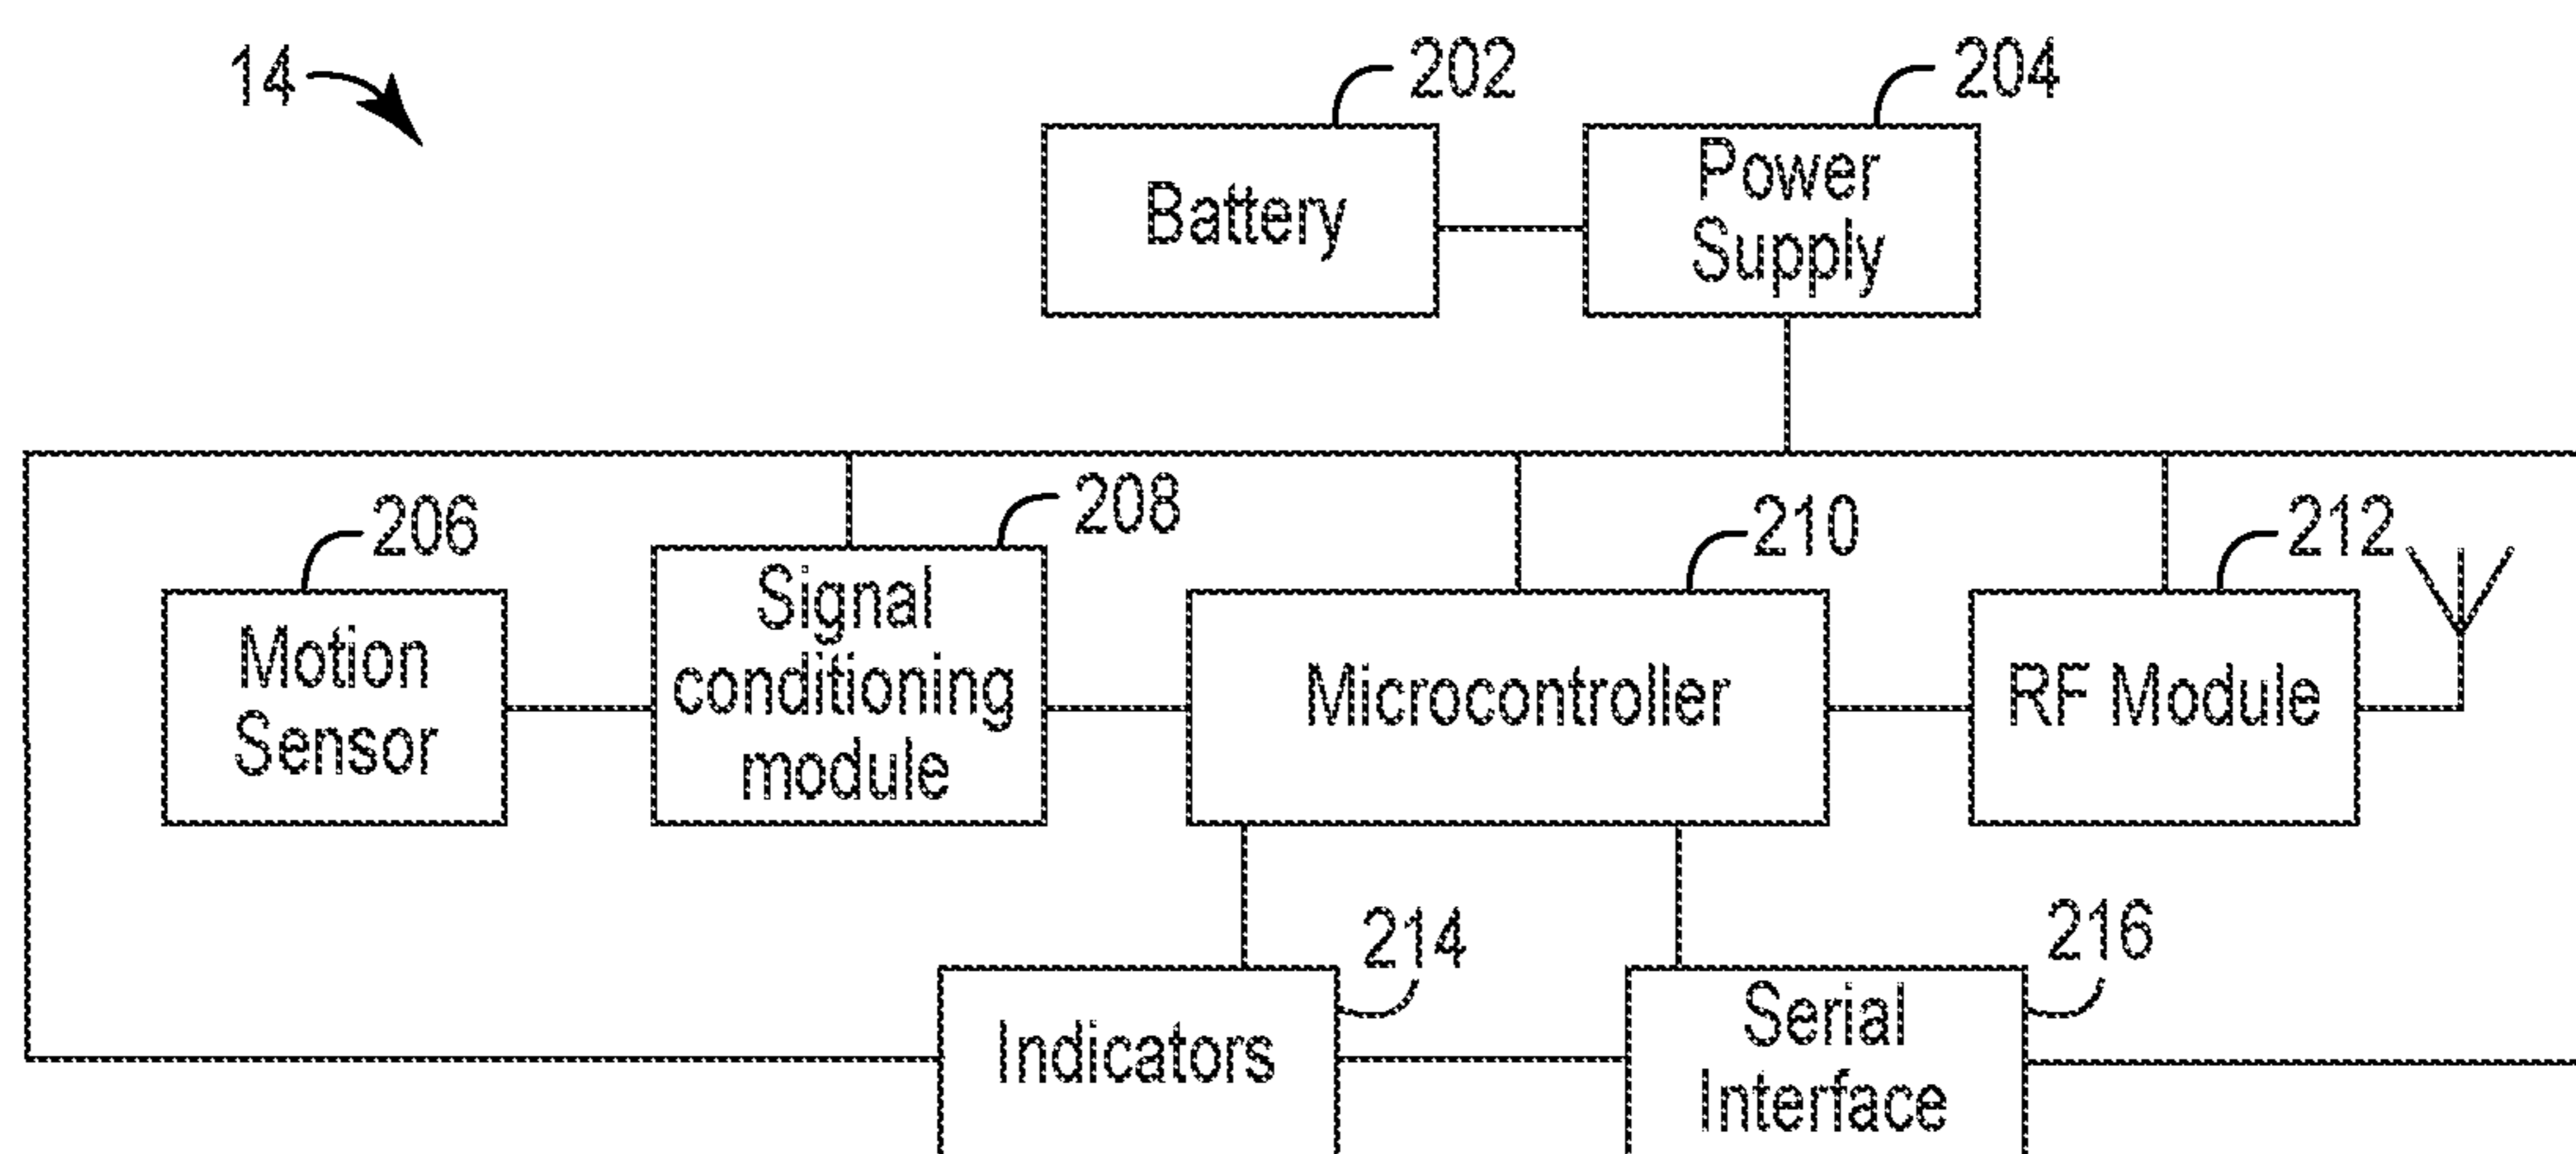 14
202
204
Battery
Power
Supply
206
208
210
212
Motion
Sensor
Signal
conditioning
module
Microcontroller
RF Module
214
216
Indicators
Serial
Interface